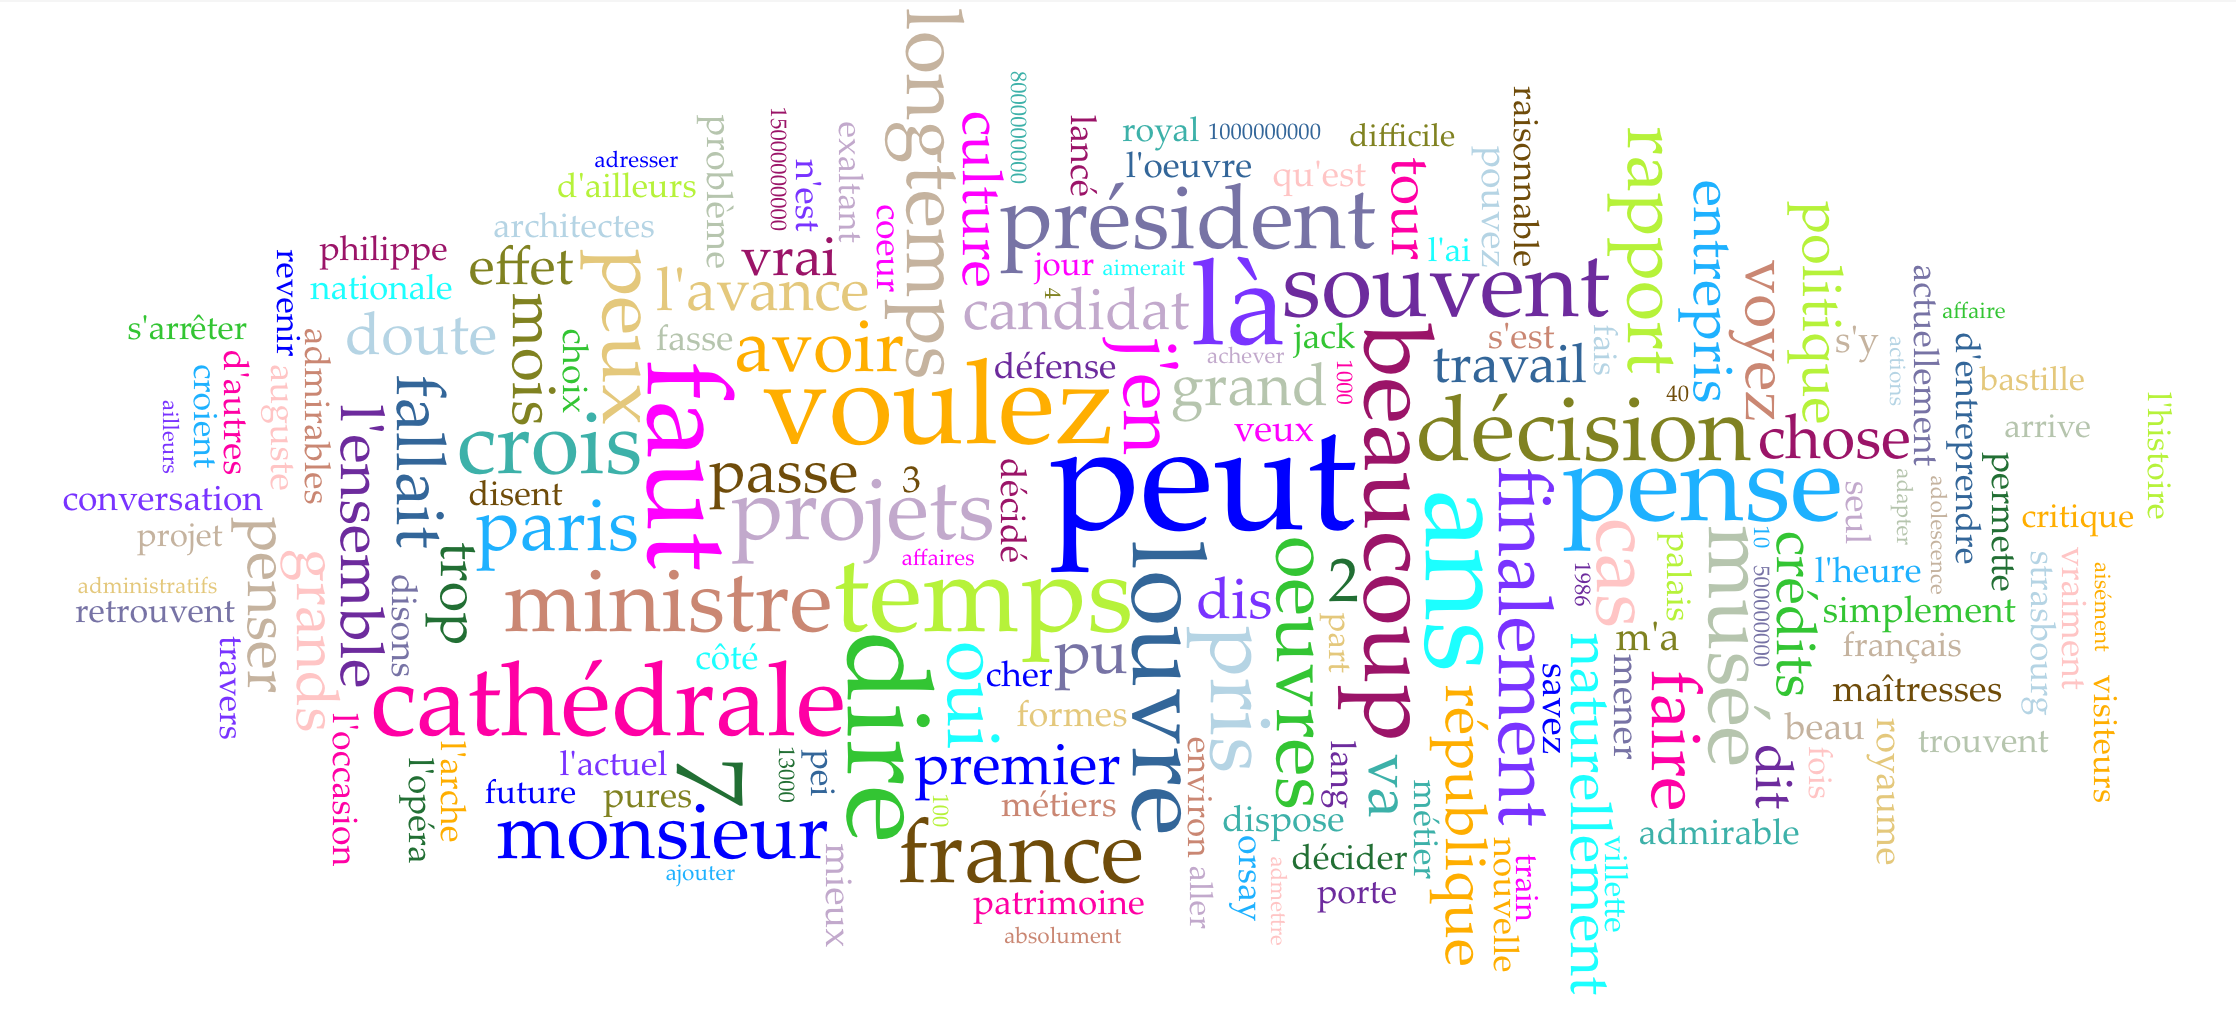 longtemps
culture
8000000000
lancé
royal
1000000000
difficile
raisonnable
problème
1500000000000
n'est
exaltant
adresser
d'ailleurs
architectes
coeur
l'oeuvre
qu'est
tour
pouvez
rapport
entrepris
politique
président
philippe
nationale
revenir
effet
peux
vrai
l'avance
jour
aimerait
l'ai
candidat
4
là
souvent
voyez
actuellement
affaire
s'arrêter
admirables
doute
mois
choix
fasse
avoir
défense
j'en
achever
jack
beaucoup
s'est
fais
s'y
actions
d'entreprendre
bastille
d'autres
croient
auguste
ailleurs
l'ensemble
fallait
crois
faut
voulez
grand
1000
travail
40
veux
décision
chose
arrive
l'histoire
conversation
disent
passe
3
décidé
peut
pense
seul
adapter
adolescence
permette
critique
projet
penser
paris
projets
affaires
ans
finalement
cas
palais
musée
10
500000000
crédits
l'heure
administratifs
retrouvent
grands
disons
trop
ministre
temps
louvre
dis
oeuvres
2
1986
simplement
strasbourg
vraiment
aisément
travers
côté
dire
oui
cher
pu
pris
part
m'a
français
cathédrale
formes
naturellement
savez
mener
faire
maîtresses
visiteurs
l'occasion
l'opéra
l'arche
l'actuel
7
13000
pei
premier
environ
lang
va
république
dit
beau
fois
royaume
trouvent
future
pures
100
métiers
dispose
métier
admirable
monsieur
ajouter
mieux
france
aller
orsay
admettre
décider
porte
nouvelle
train
villette
patrimoine
absolument